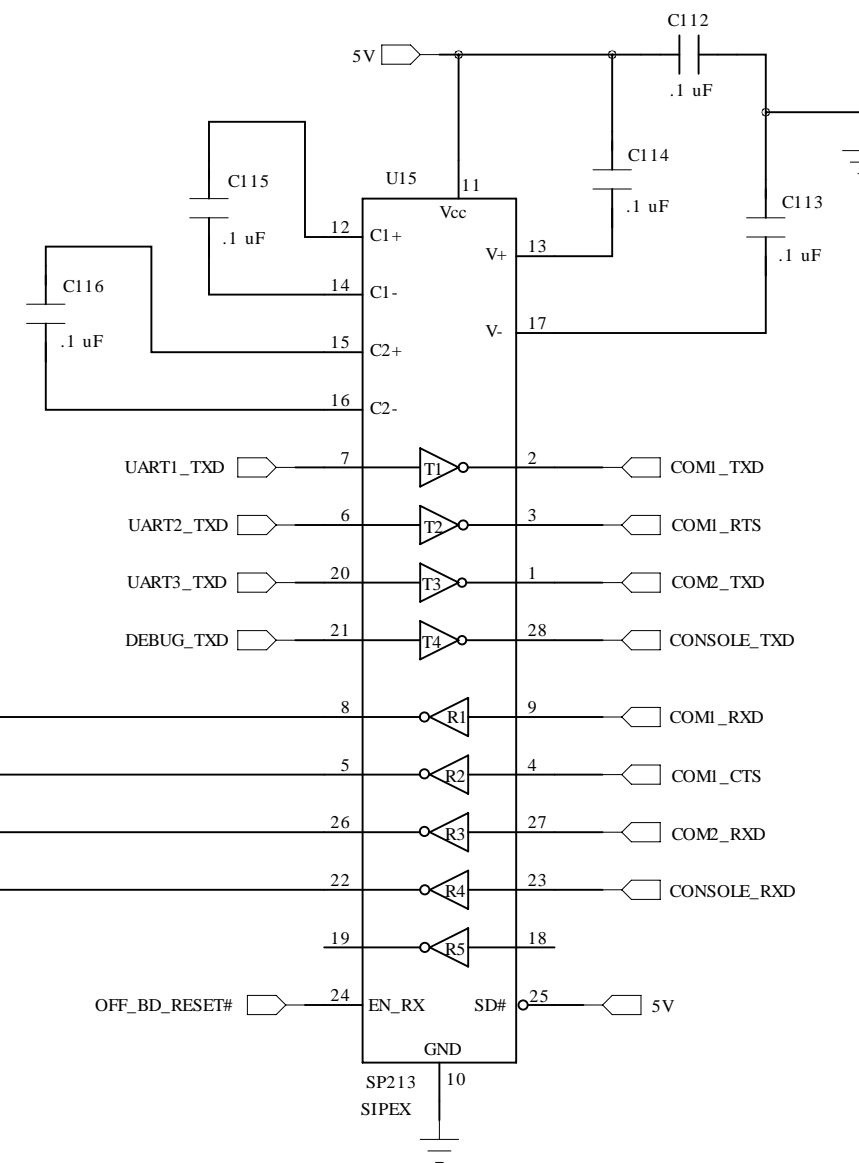 C112
5V
.1 uF
C114
.1 uF
C115
.1 uF
U15
11
Vcc
C113
.1 uF
12 C1+
V+ 13
C116
.1 uF
14 C1-
V- 17
15 C2+
16 C2-
UART1_TXD 7 T1 2 COM1_TXD
UART2_TXD 6 T2 3 COM1_RTS
UART3_TXD 20 T3 1 COM2_TXD
DEBUG_TXD 21 T4 28 CONSOLE_TXD
8 R1 9 COM1_RXD
5 R2 4 COM1_CTS
26 R3 27 COM2_RXD
22 R4 23 CONSOLE_RXD
19 R5 18
OFF_BD_RESET# 24 EN_RX SD# 25 5V
GND
SP213 10
SIPEX